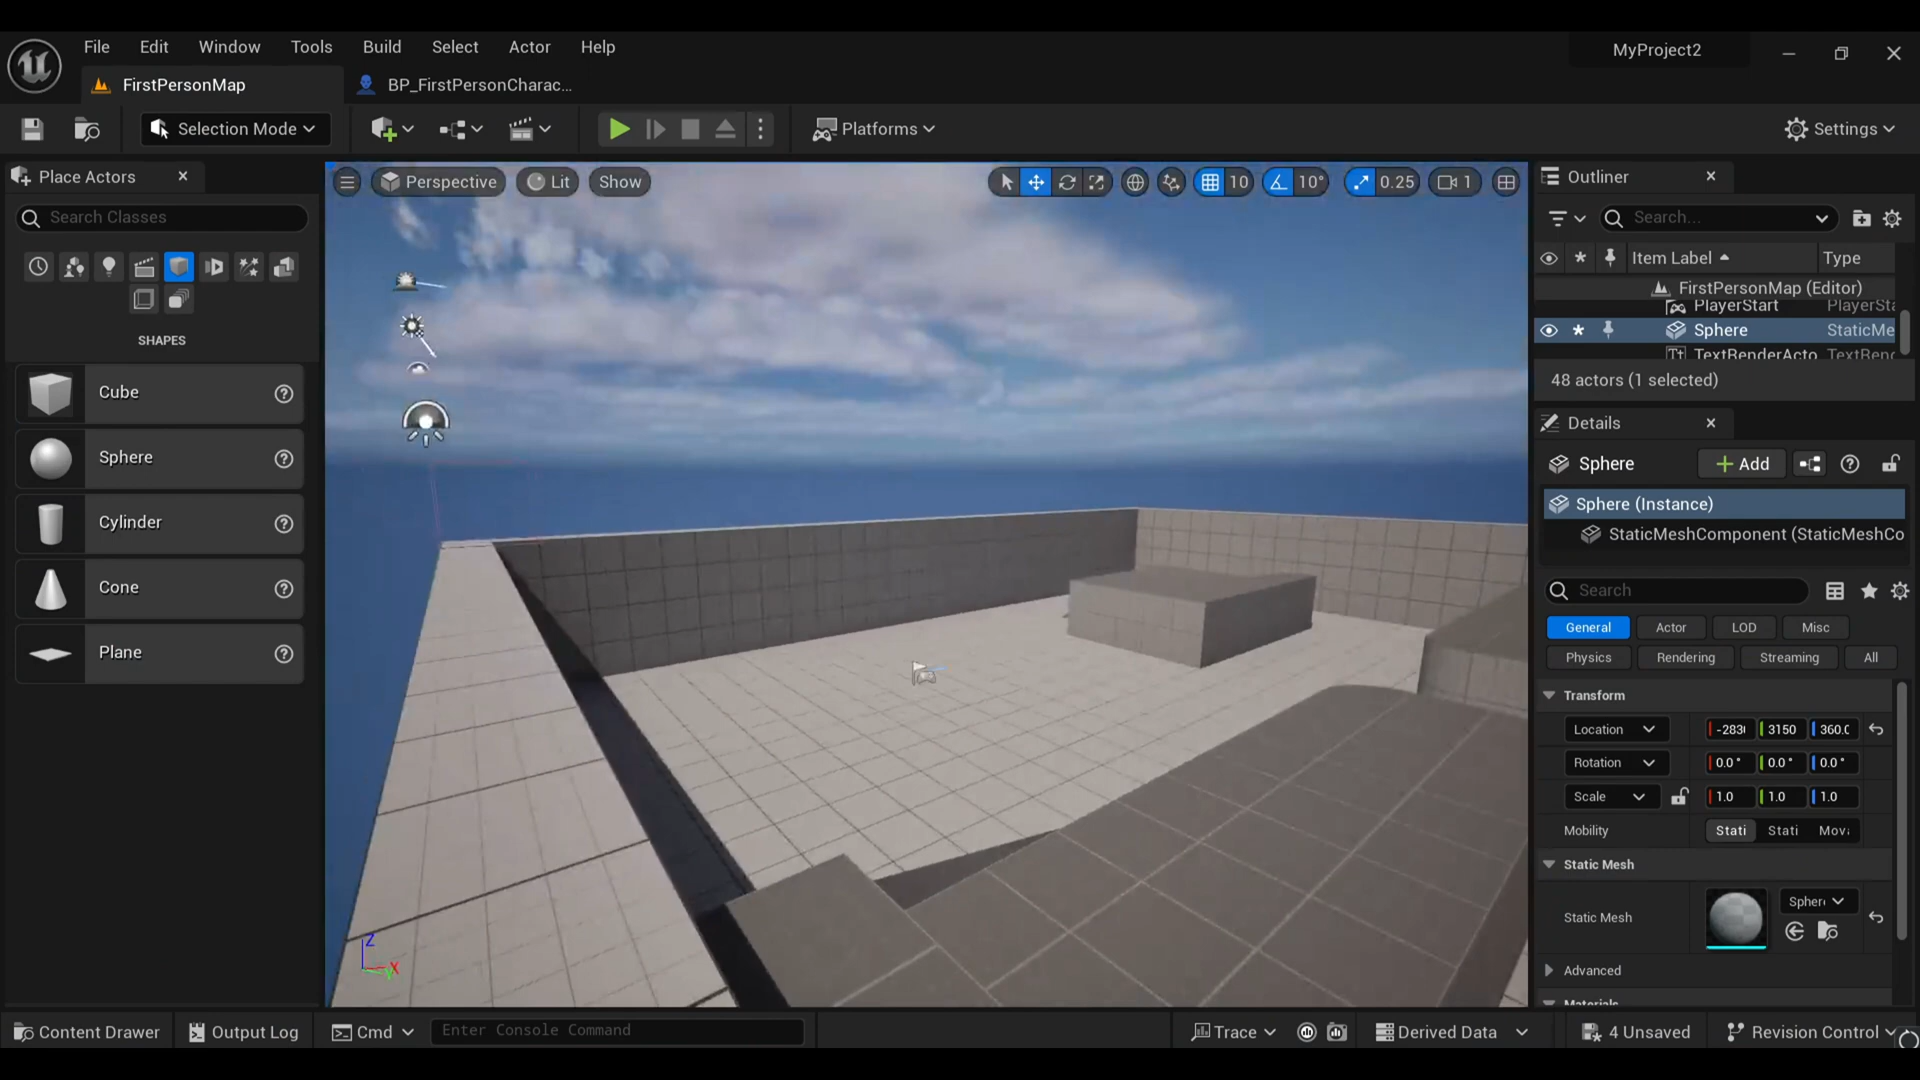 File Edit Window Tools Build Select Actor Help
MyProject2
FirstPersonMap
BP_FirstPersonCharac...
Selection Mode
Platforms
Settings
Place Actors
Search Classes
SHAPES
Cube
Sphere
Cylinder
Cone
Plane
Perspective
Lit
Show
10
10°
0.25
1
Z
X
Y
Outliner
Search...
Item Label
Type
FirstPersonMap (Editor)
PlayerStart PlayerSta
Sphere StaticMe
TextRenderActo TextRend
48 actors (1 selected)
Details
Sphere
Add
Sphere (Instance)
StaticMeshComponent (StaticMeshCo
Search
General Actor LOD Misc
Physics Rendering Streaming All
Transform
Location 3150 360.0
Rotation 0.0° 0.0° 0.0°
Scale 1.0 1.0 1.0
Mobility Stati Stati Mov
Static Mesh
Static Mesh
Spher
Advanced
Materials
Content Drawer
Output Log
Cmd
Enter Console Command
Trace
Derived Data
4 Unsaved
Revision Control